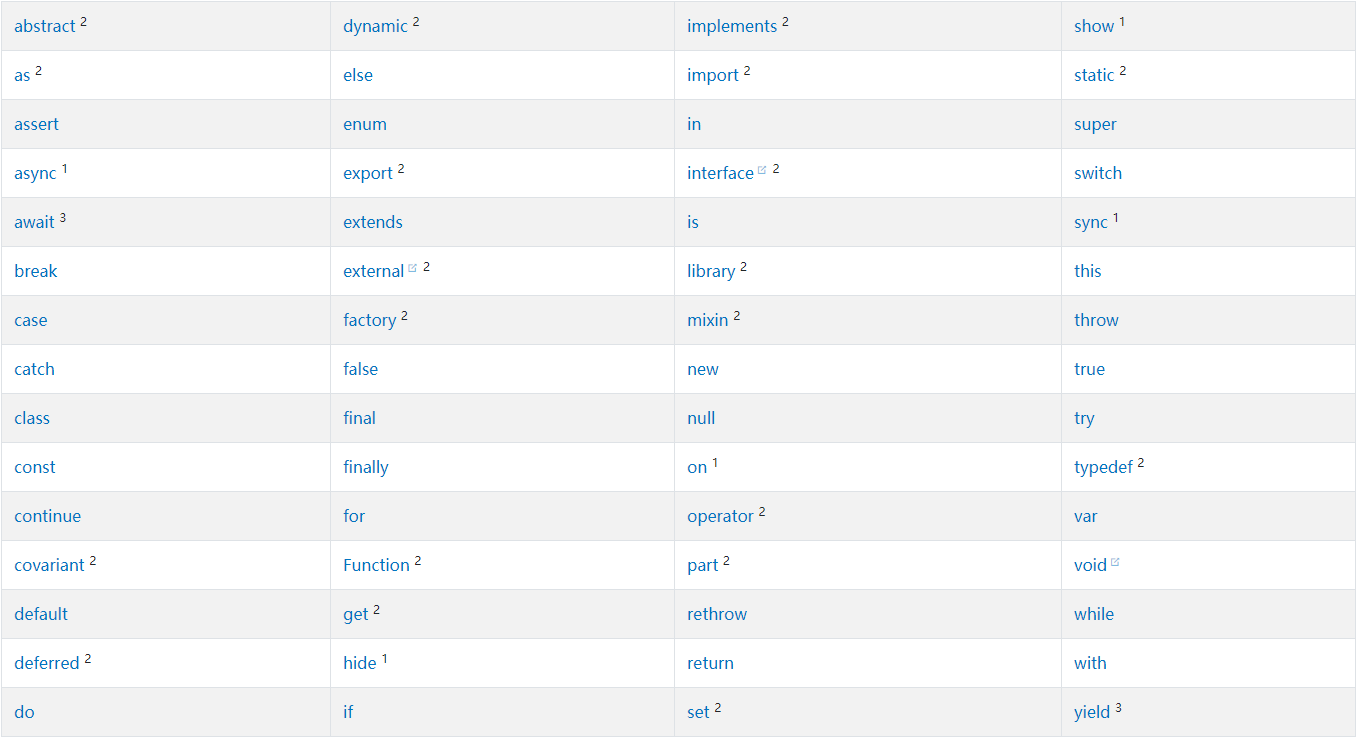 abstract 2 dynamic 2 implements 2 show 1
as 2 else import 2 static 2
assert enum in super
async 1 export 2 interface 2 switch
await 3 extends is sync 1
break external 2 library 2 this
case factory 2 mixin 2 throw
catch false new true
class final null try
const finally on 1 typedef 2
continue for operator 2 var
covariant 2 Function 2 part 2 void
default get 2 rethrow while
deferred 2 hide 1 return with
do if set 2 yield 3